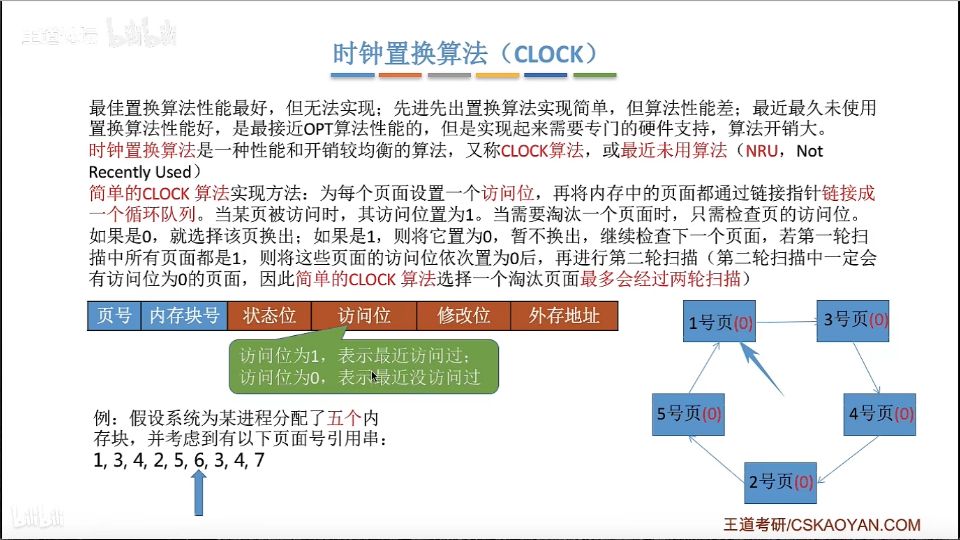 王道考研 bilibili
时钟置换算法（CLOCK）
最佳置换算法性能最好，但无法实现；先进先出置换算法实现简单，但算法性能差；最近最久未使用
置换算法性能好，是最接近OPT算法性能的，但是实现起来需要专门的硬件支持，算法开销大。
时钟置换算法是一种性能和开销较均衡的算法，又称CLOCK算法，或最近未用算法（NRU，Not
Recently Used）
简单的CLOCK 算法实现方法：为每个页面设置一个访问位，再将内存中的页面都通过链接指针链接成
一个循环队列。当某页被访问时，其访问位置为1。当需要淘汰一个页面时，只需检查页的访问位。
如果是0，就选择该页换出；如果是1，则将它置为0，暂不换出，继续检查下一个页面，若第一轮扫
描中所有页面都是1，则将这些页面的访问位依次置为0后，再进行第二轮扫描（第二轮扫描中一定会
有访问位为0的页面，因此简单的CLOCK 算法选择一个淘汰页面最多会经过两轮扫描）
页号 内存块号 状态位 访问位 修改位 外存地址
访问位为1，表示最近访问过；
访问位为0，表示最近没访问过
例：假设系统为某进程分配了五个内
存块，并考虑到有以下页面号引用串：
1, 3, 4, 2, 5, 6, 3, 4, 7
1号页(0)
3号页(0)
5号页(0)
4号页(0)
2号页(0)
bilibili
王道考研/CSKAOYAN.COM